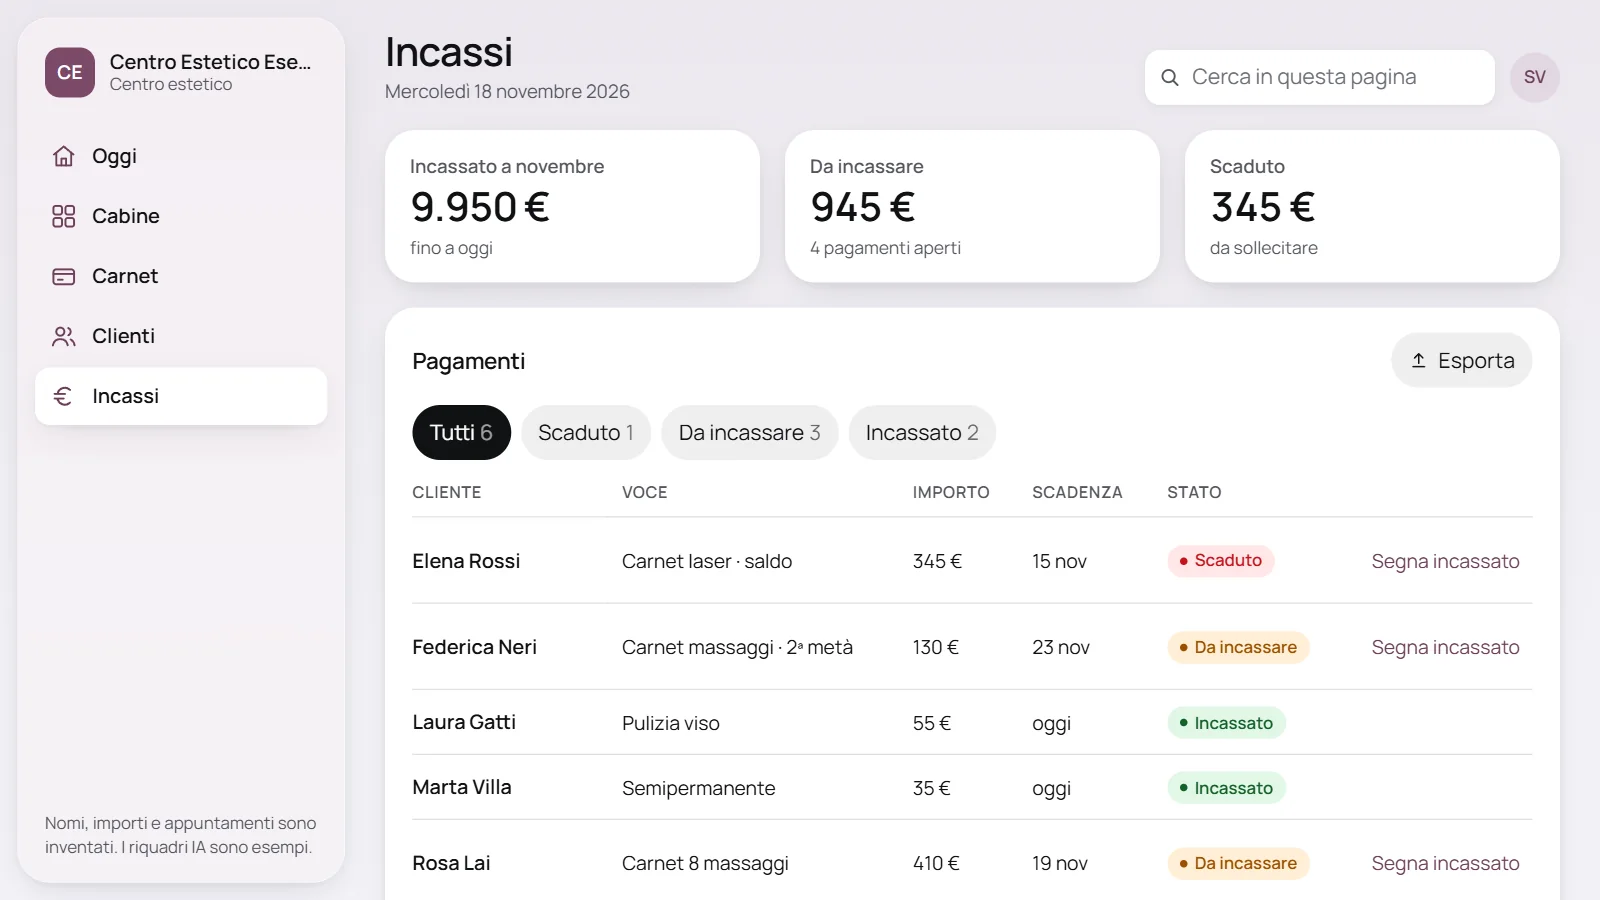 CE
Centro Estetico Ese...
Centro estetico
Oggi
Cabine
Carnet
Clienti
Incassi
Nomi, importi e appuntamenti sono
inventati. I riquadri IA sono esempi.
Incassi
Mercoledì 18 novembre 2026
Cerca in questa pagina
SV
Incassato a novembre
9.950 €
fino a oggi
Da incassare
945 €
4 pagamenti aperti
Scaduto
345 €
da sollecitare
Pagamenti
Esporta
Tutti 6
Scaduto 1
Da incassare 3
Incassato 2
CLIENTE VOCE IMPORTO SCADENZA STATO
Elena Rossi Carnet laser · saldo 345 € 15 nov Scaduto Segna incassato
Federica Neri Carnet massaggi · 2ª metà 130 € 23 nov Da incassare Segna incassato
Laura Gatti Pulizia viso 55 € oggi Incassato
Marta Villa Semipermanente 35 € oggi Incassato
Rosa Lai Carnet 8 massaggi 410 € 19 nov Da incassare Segna incassato